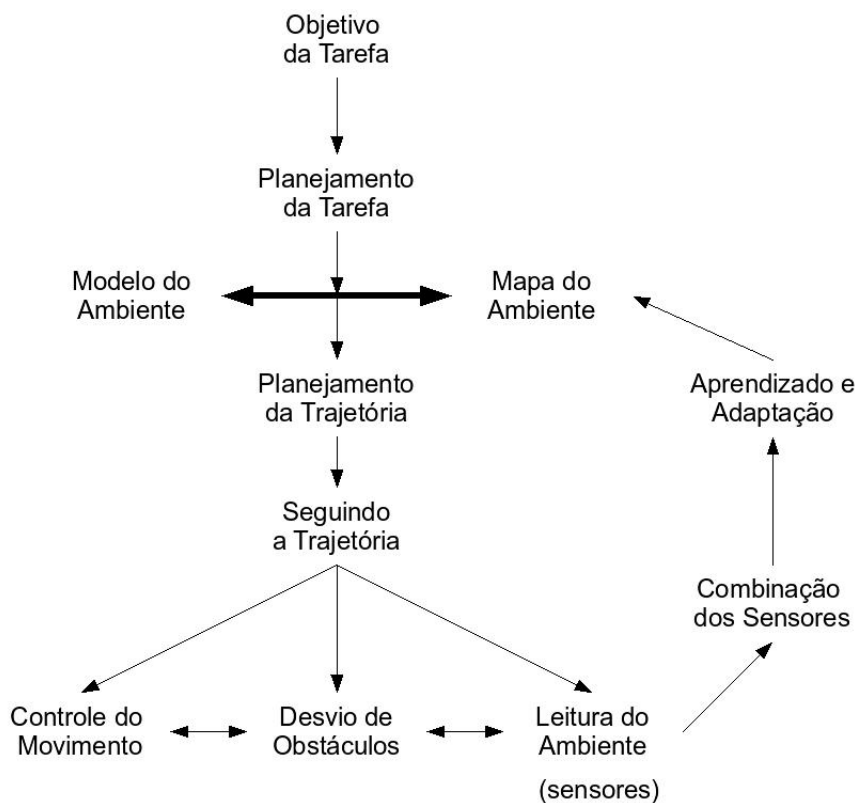 Objetivo
da Tarefa
Planejamento
da Tarefa
Modelo do
Ambiente
Mapa do
Ambiente
Planejamento
da Trajetória
Aprendizado e
Adaptação
Seguindo
a Trajetória
Combinação
dos Sensores
Controle do
Movimento
Desvio de
Obstáculos
Leitura do
Ambiente
(sensores)